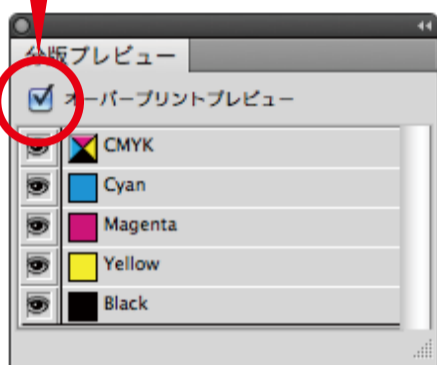 分版プレビュー
オーバープリントプレビュー
CMYK
Cyan
Magenta
Yellow
Black